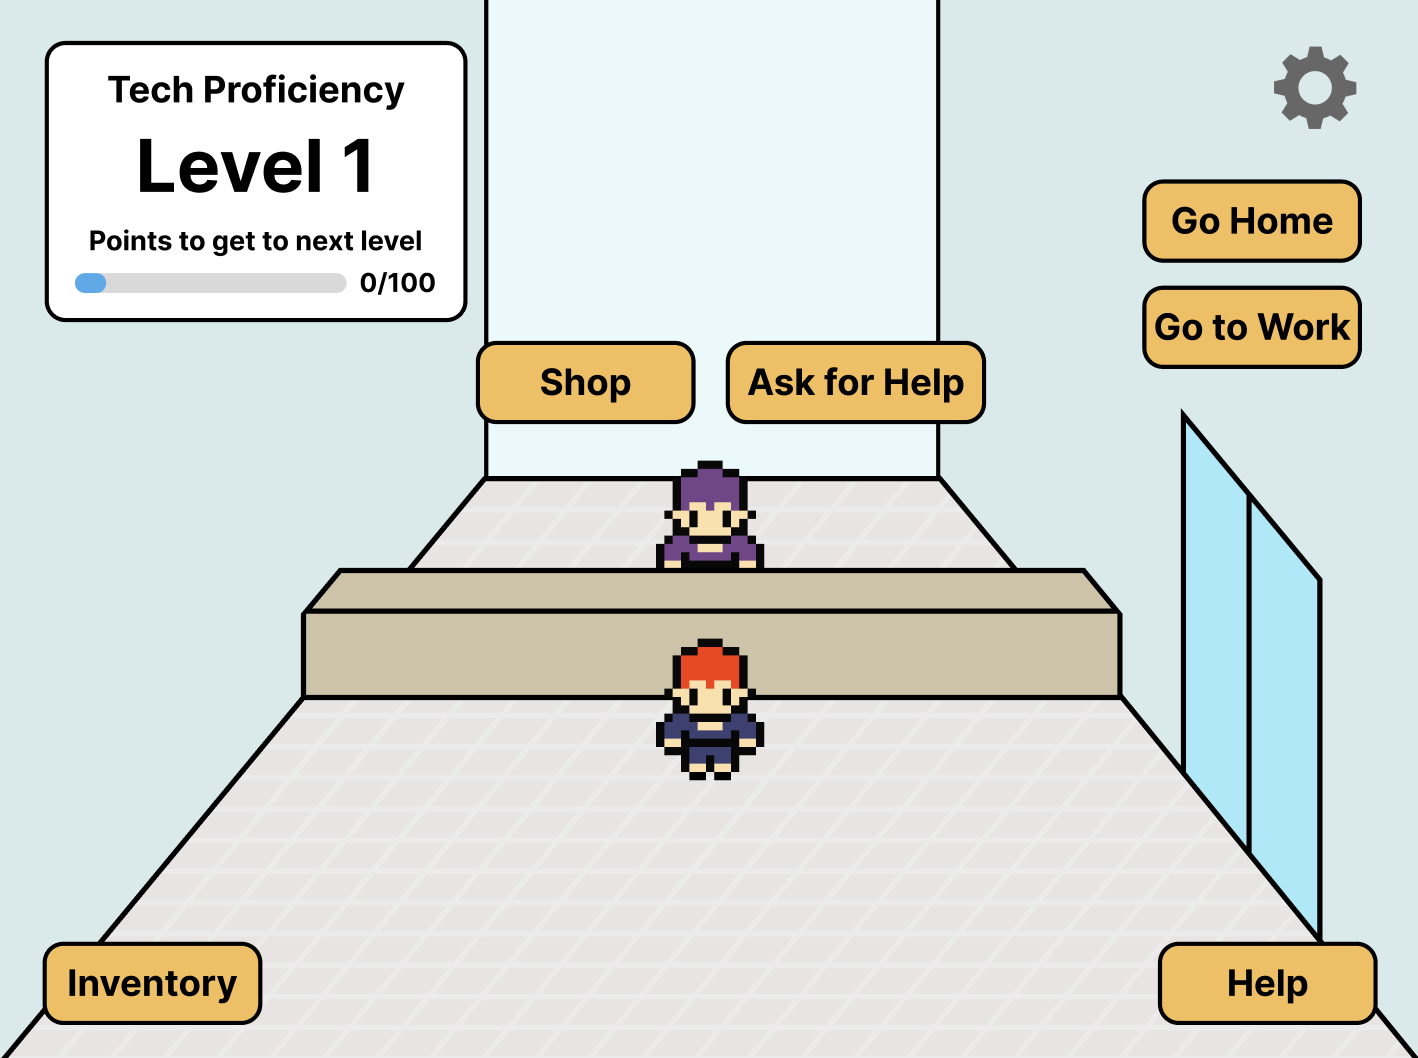 Tech Proficiency
Level 1
Points to get to next level
0/100
Go Home
Go to Work
Shop
Ask for Help
Inventory
Help